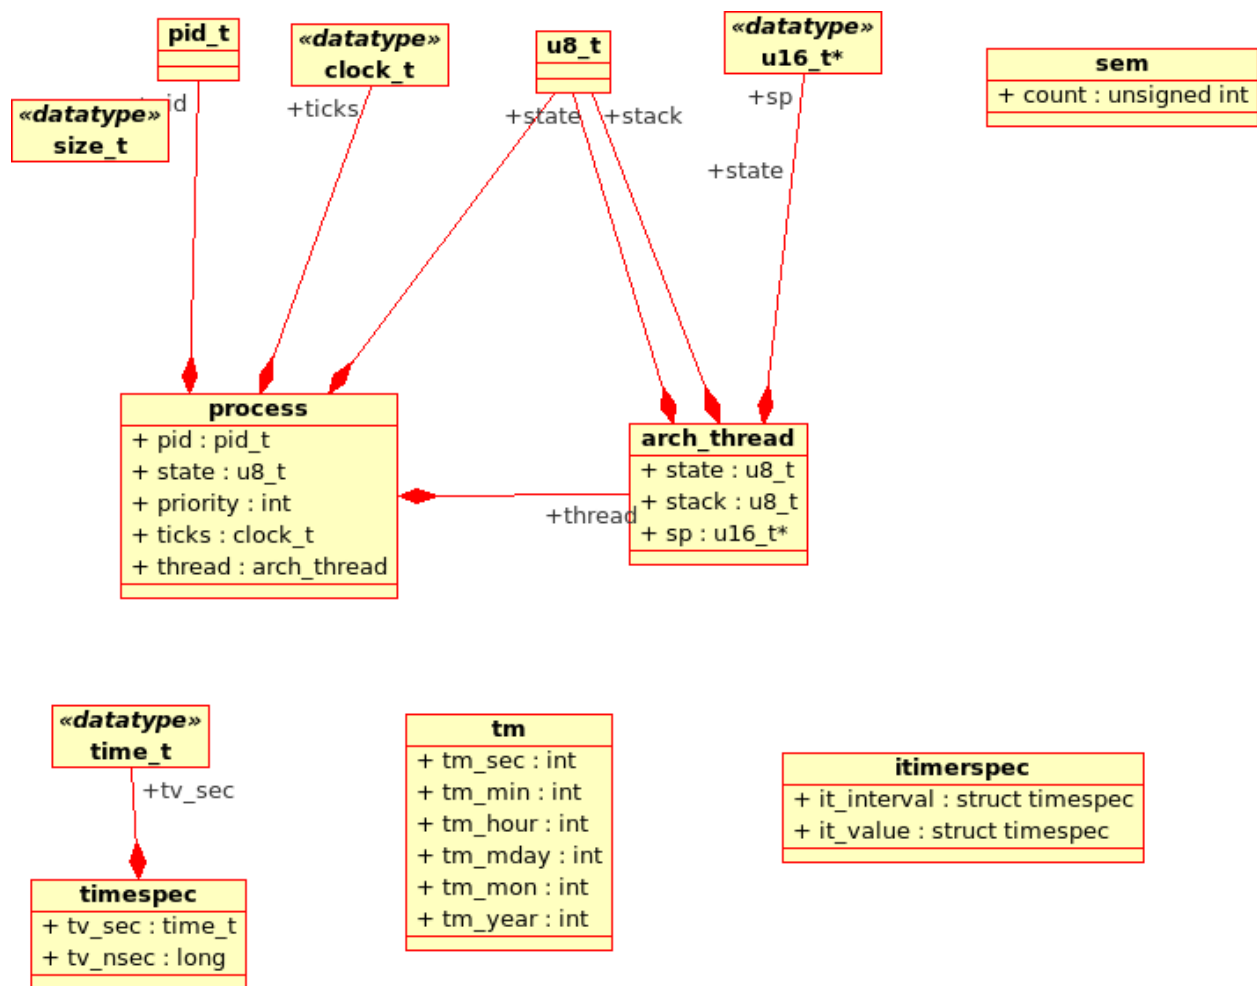 pid_t
«datatype»
clock_t
u8_t
«datatype»
u16_t*
sem
+ count : unsigned int
«datatype»
size_t
id
+ticks
+state
+stack
+sp
+state
process
+ pid : pid_t
+ state : u8_t
+ priority : int
+ ticks : clock_t
+ thread : arch_thread
arch_thread
+ state : u8_t
+ stack : u8_t
+ sp : u16_t*
+thread
«datatype»
time_t
+tv_sec
timespec
+ tv_sec : time_t
+ tv_nsec : long
tm
+ tm_sec : int
+ tm_min : int
+ tm_hour : int
+ tm_mday : int
+ tm_mon : int
+ tm_year : int
itimerspec
+ it_interval : struct timespec
+ it_value : struct timespec